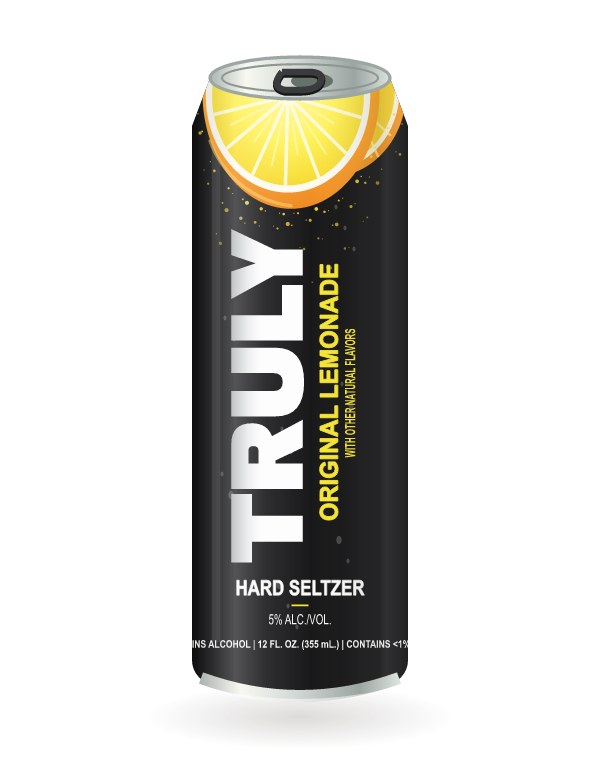 TRULY
ORIGINAL LEMONADE
WITH OTHER NATURAL FLAVORS
HARD SELTZER
5% ALC./VOL.
INS ALCOHOL | 12 FL. OZ. (355 mL.) | CONTAINS <1%